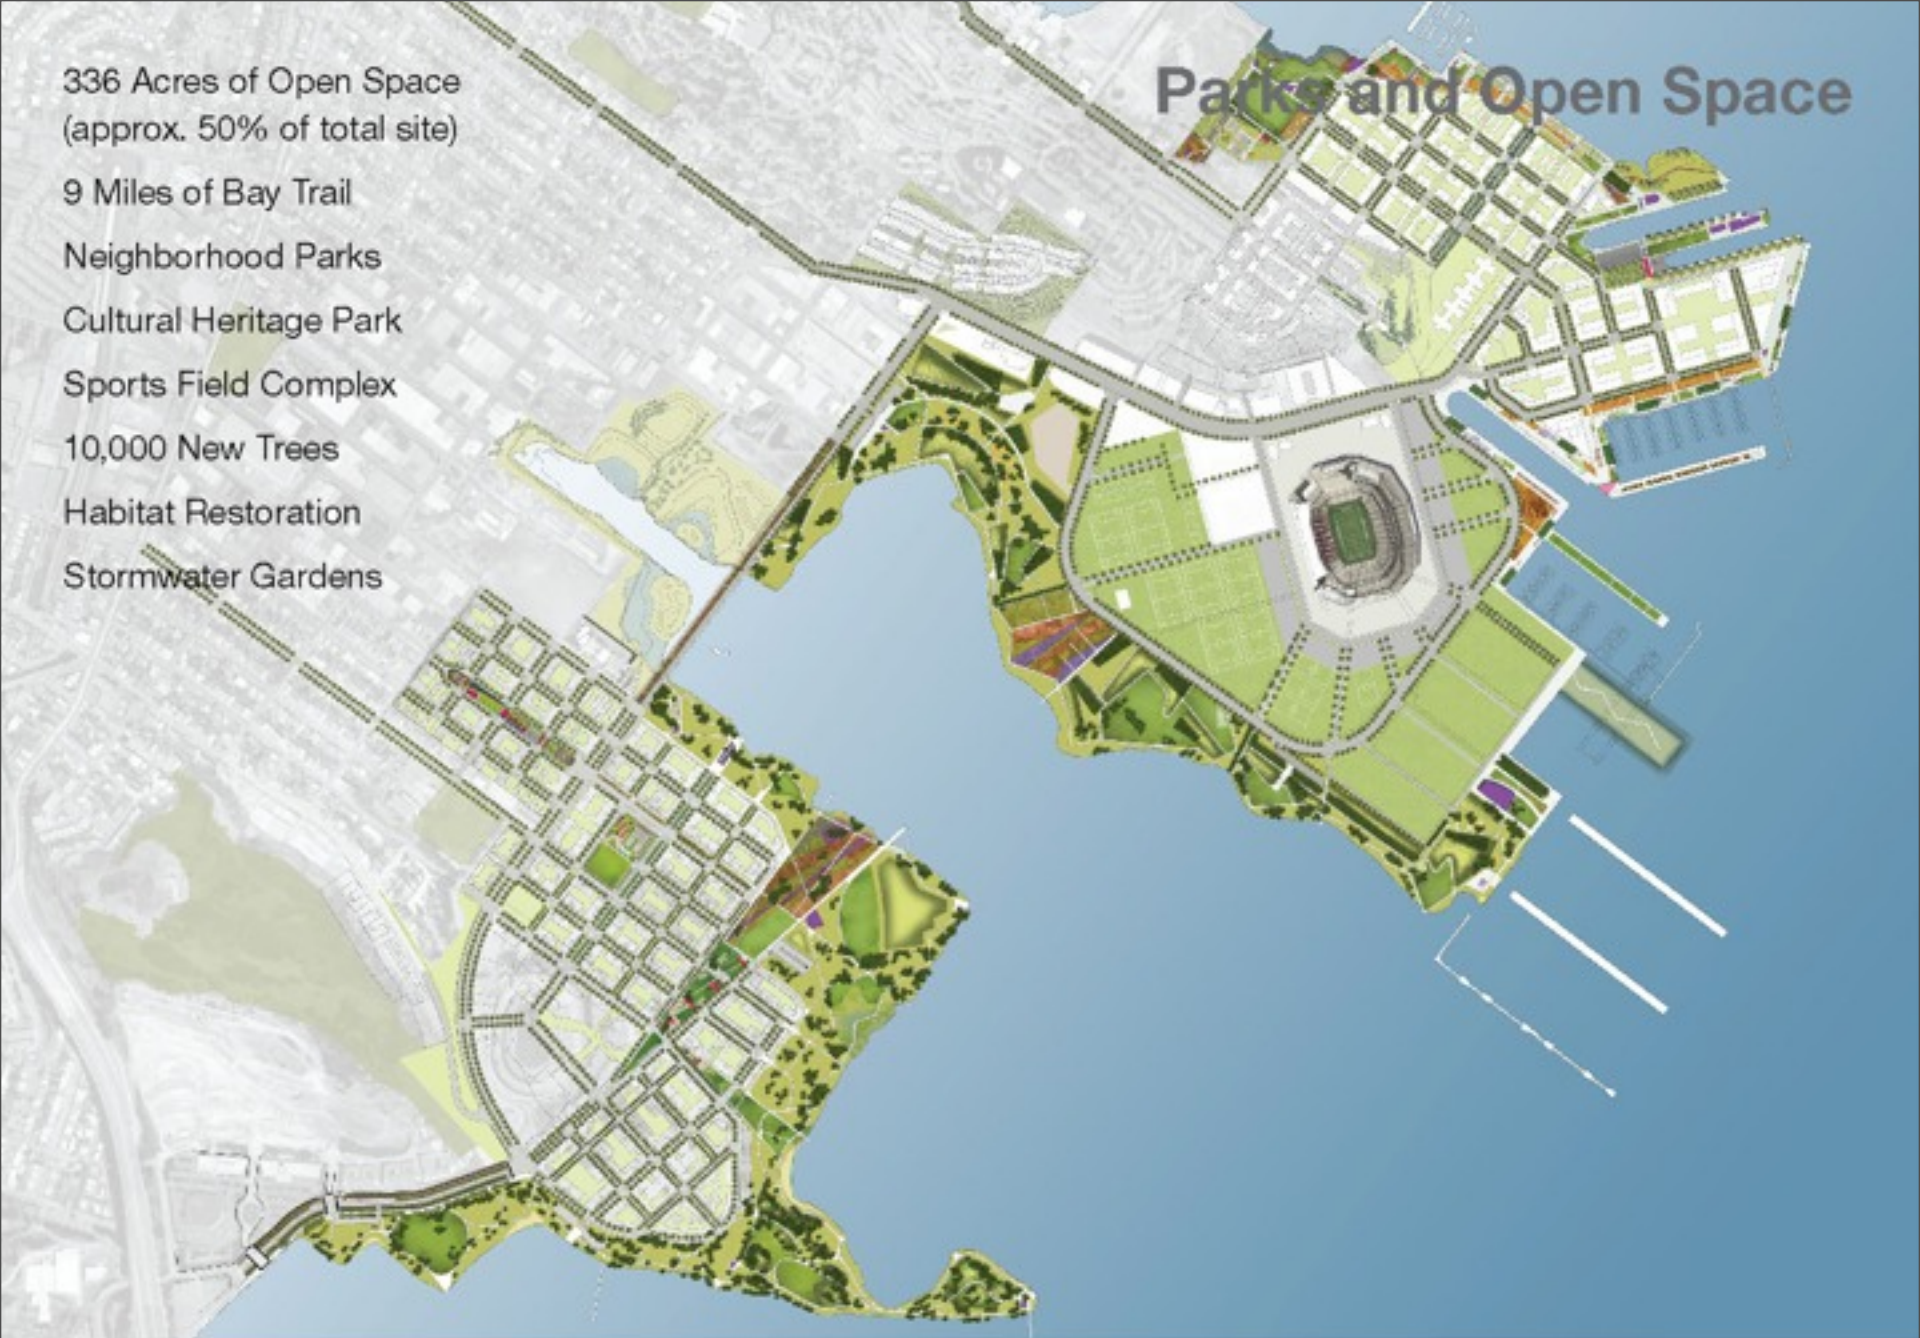 Parks and Open Space
336 Acres of Open Space
(approx. 50% of total site)
9 Miles of Bay Trail
Neighborhood Parks
Cultural Heritage Park
Sports Field Complex
10,000 New Trees
Habitat Restoration
Stormwater Gardens